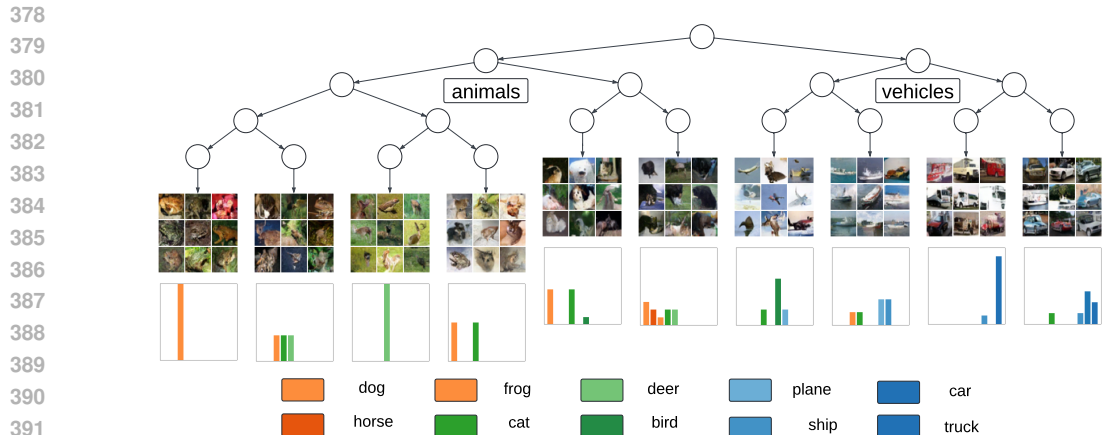 378
379
380
animals
vehicles
381
382
383
384
385
386
387
388
389
390
dog
frog
deer
plane
car
391
horse
cat
bird
ship
truck